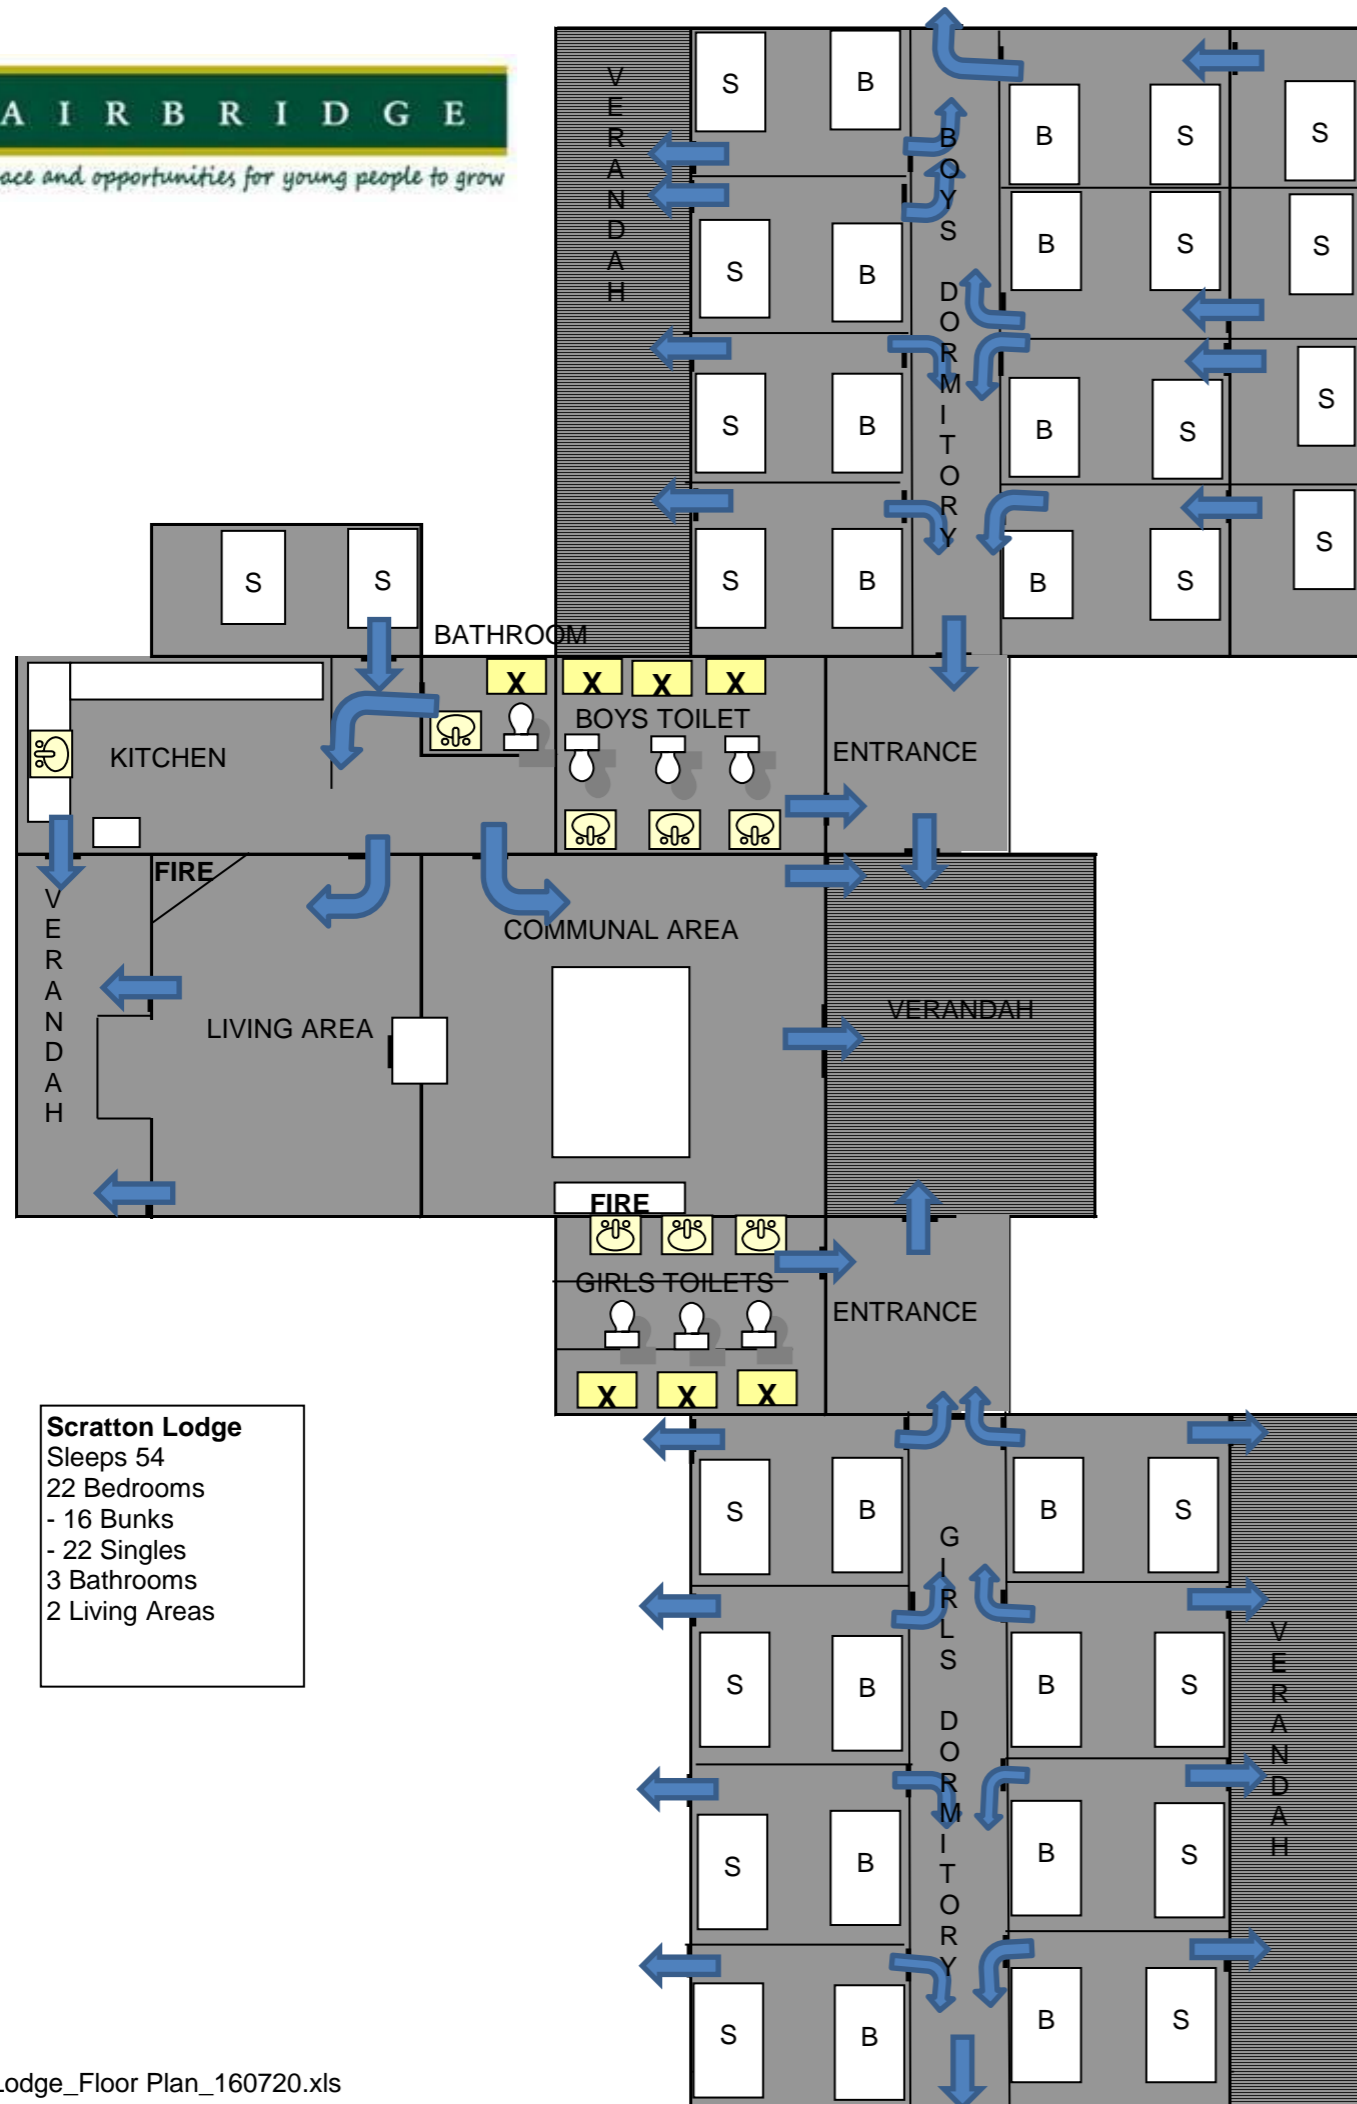 AIRBRIDGE
ace and opportunities for young people to grow
VERANDAH
BOYS DORMITORY
S
B
B
S
S
S
B
B
S
S
S
B
B
S
S
S
B
B
S
S
S
S
BATHROOM
X
X
X
X
BOYS TOILET
KITCHEN
ENTRANCE
FIRE
VERANDAH
COMMUNAL AREA
LIVING AREA
VERANDAH
FIRE
GIRLS TOILETS
ENTRANCE
X
X
X
Scratton Lodge
Sleeps 54
22 Bedrooms
- 16 Bunks
- 22 Singles
3 Bathrooms
2 Living Areas
GIRLS DORMITORY
VERANDAH
S
B
B
S
S
B
B
S
S
B
B
S
S
B
B
S
Lodge_Floor Plan_160720.xls